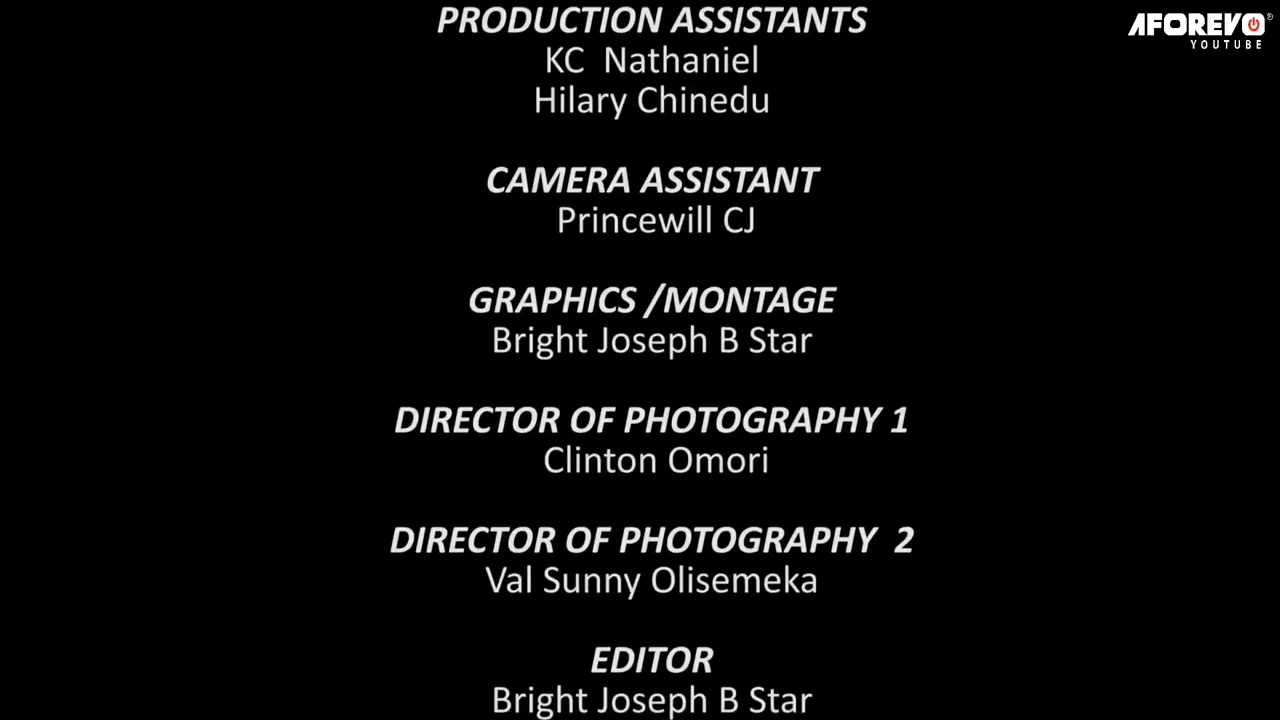 PRODUCTION ASSISTANTS
KC  Nathaniel
Hilary Chinedu
CAMERA ASSISTANT
Princewill CJ
GRAPHICS /MONTAGE
Bright Joseph B Star
DIRECTOR OF PHOTOGRAPHY 1
Clinton Omori
DIRECTOR OF PHOTOGRAPHY  2
Val Sunny Olisemeka
EDITOR
Bright Joseph B Star
AFOREVO®
YOUTUBE